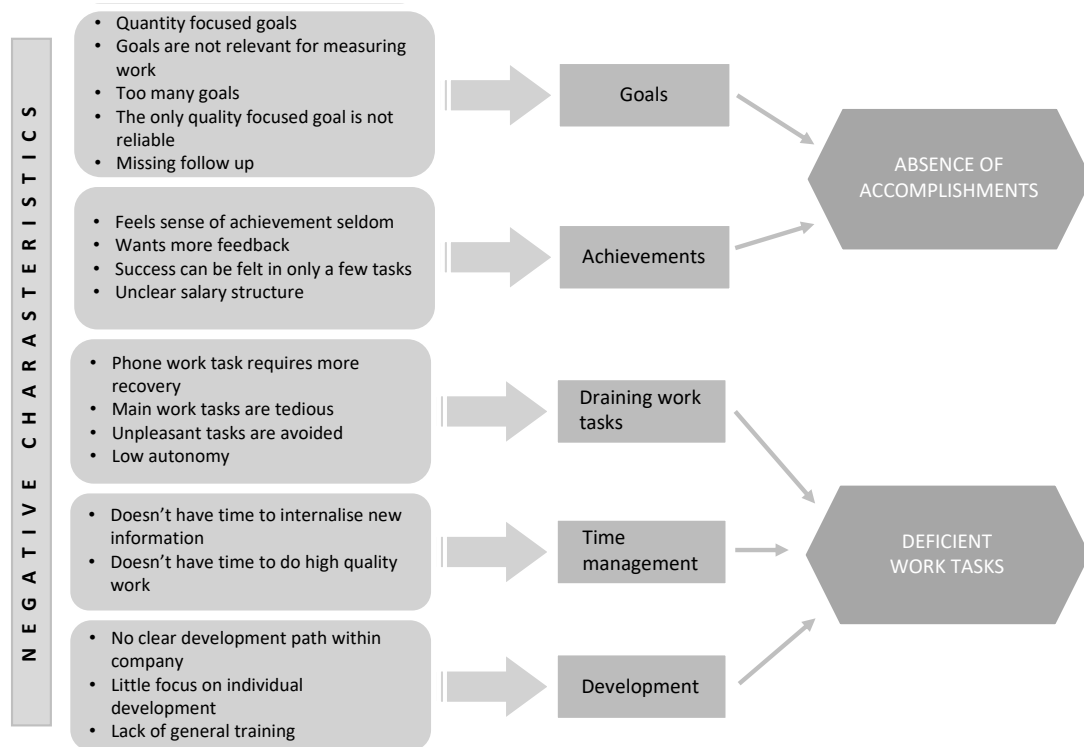 NEGATIVE CHARASTERISTICS
• Quantity focused goals
• Goals are not relevant for measuring
work
• Too many goals
• The only quality focused goal is not
reliable
• Missing follow up
Goals
ABSENCE OF
ACCOMPLISHMENTS
• Feels sense of achievement seldom
• Wants more feedback
• Success can be felt in only a few tasks
• Unclear salary structure
Achievements
• Phone work task requires more
recovery
• Main work tasks are tedious
• Unpleasant tasks are avoided
• Low autonomy
Draining work
tasks
• Doesn’t have time to internalise new
information
• Doesn’t have time to do high quality
work
Time
management
DEFICIENT
WORK TASKS
• No clear development path within
company
• Little focus on individual
development
• Lack of general training
Development